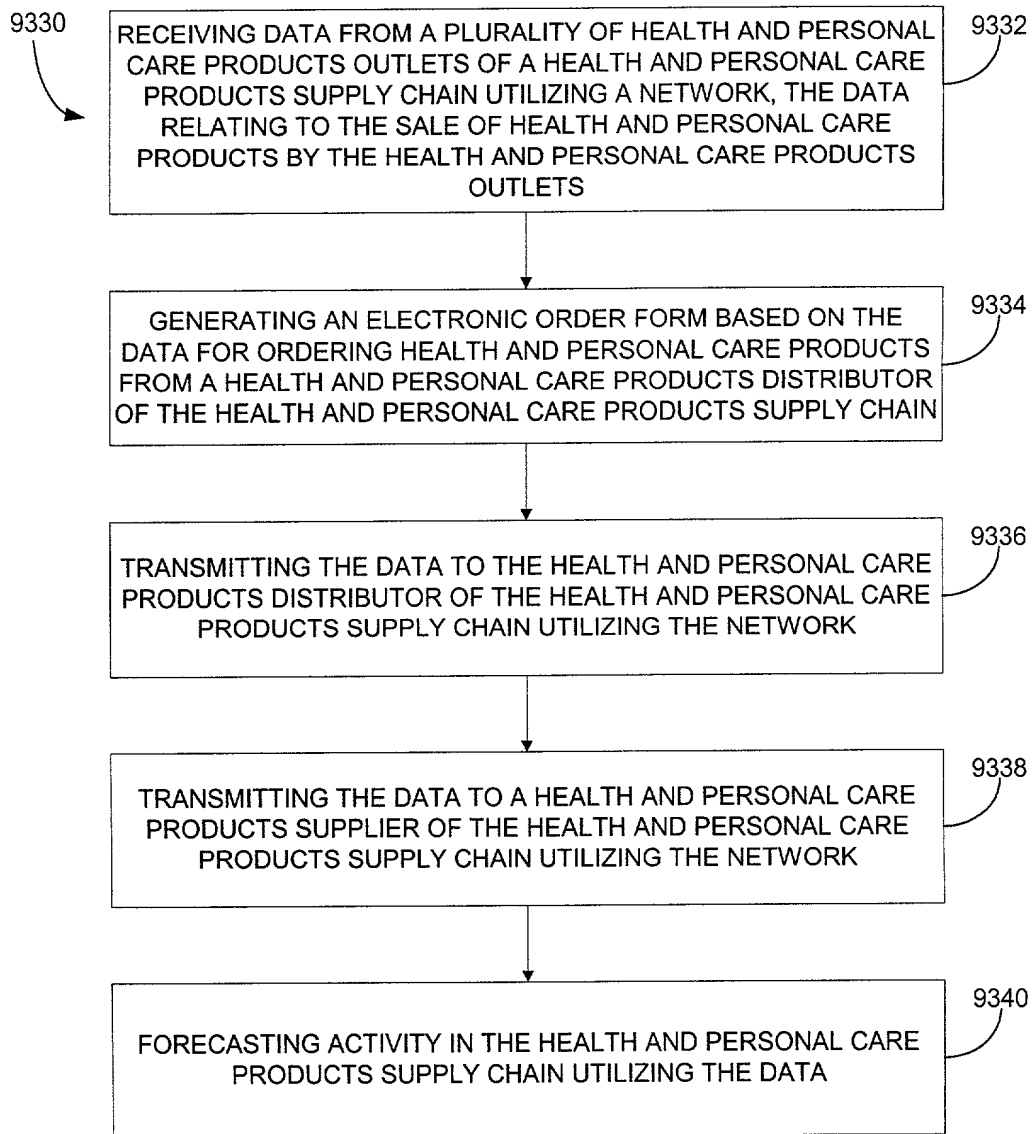 9330
RECEIVING DATA FROM A PLURALITY OF HEALTH AND PERSONAL
CARE PRODUCTS OUTLETS OF A HEALTH AND PERSONAL CARE
PRODUCTS SUPPLY CHAIN UTILIZING A NETWORK, THE DATA
RELATING TO THE SALE OF HEALTH AND PERSONAL CARE
PRODUCTS BY THE HEALTH AND PERSONAL CARE PRODUCTS
OUTLETS
9332
GENERATING AN ELECTRONIC ORDER FORM BASED ON THE
DATA FOR ORDERING HEALTH AND PERSONAL CARE PRODUCTS
FROM A HEALTH AND PERSONAL CARE PRODUCTS DISTRIBUTOR
OF THE HEALTH AND PERSONAL CARE PRODUCTS SUPPLY CHAIN
9334
TRANSMITTING THE DATA TO THE HEALTH AND PERSONAL CARE
PRODUCTS DISTRIBUTOR OF THE HEALTH AND PERSONAL CARE
PRODUCTS SUPPLY CHAIN UTILIZING THE NETWORK
9336
TRANSMITTING THE DATA TO A HEALTH AND PERSONAL CARE
PRODUCTS SUPPLIER OF THE HEALTH AND PERSONAL CARE
PRODUCTS SUPPLY CHAIN UTILIZING THE NETWORK
9338
FORECASTING ACTIVITY IN THE HEALTH AND PERSONAL CARE
PRODUCTS SUPPLY CHAIN UTILIZING THE DATA
9340